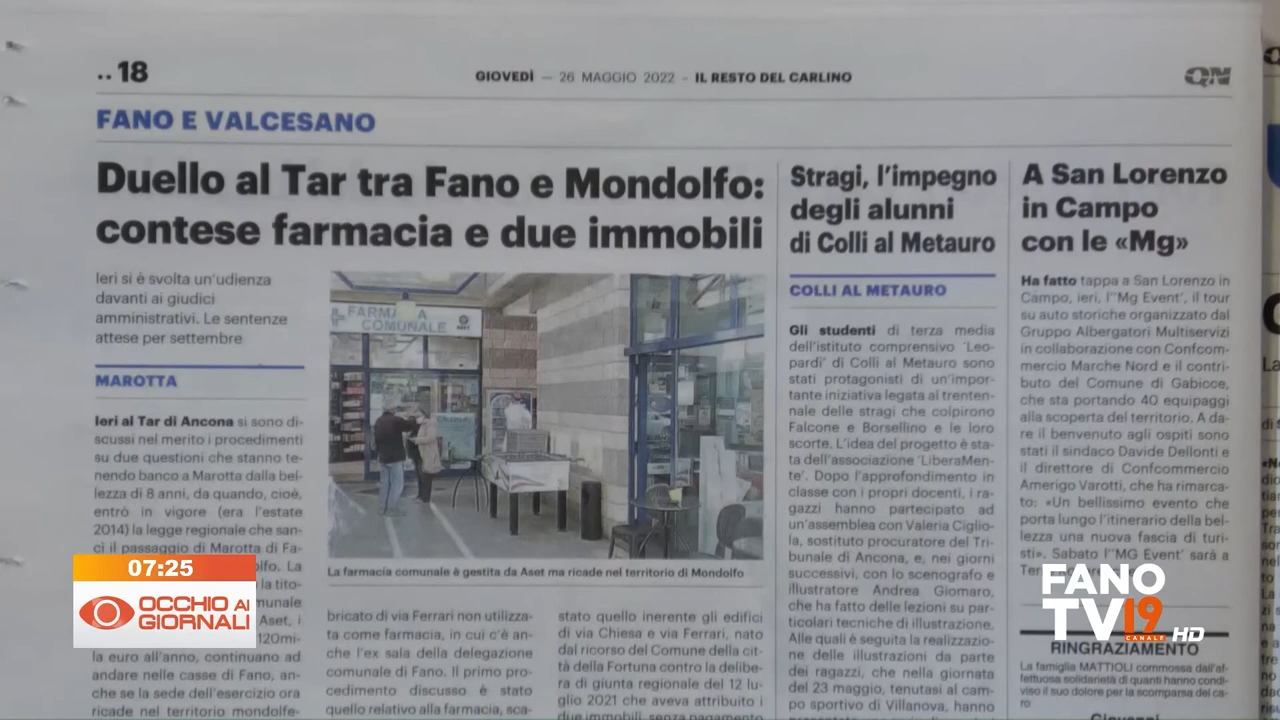 .. 18
GIOVEDÌ — 26 MAGGIO 2022 – IL RESTO DEL CARLINO
QN
FANO E VALCESANO
Duello al Tar tra Fano e Mondolfo:
contese farmacia e due immobili
Ieri si è svolta un'udienza
davanti ai giudici
amministrativi. Le sentenze
attese per settembre
MAROTTA
Ieri al Tar di Ancona si sono di-
scussi nel merito i procedimenti
su due questioni che stanno te-
nendo banco a Marotta dalla bel-
lezza di 8 anni, da quando, cioè,
entrò in vigore (era l'estate
2014) la legge regionale che san-
cì il passaggio di Marotta di Fa-
olfo. La
la tito-
munale
Aset, i
120mi-
la euro all'anno, continuano ad
andare nelle casse di Fano, an-
che se la sede dell'esercizio ora
ricade nel territorio mondolfe-
FARMACIA
COMUNALE
La farmacia comunale è gestita da Aset ma ricade nel territorio di Mondolfo
bricato di via Ferrari non utilizza-
ta come farmacia, in cui c'è an-
che l'ex sala della delegazione
comunale di Fano. Il primo pro-
cedimento discusso è stato
quello relativo alla farmacia, sca-
stato quello inerente gli edifici
di via Chiesa e via Ferrari, nato
dal ricorso del Comune della cit-
tà della Fortuna contro la delibe-
ra di giunta regionale del 12 lu-
glio 2021 che aveva attribuito i
due immobili, senza pagamento
Stragi, l'impegno
degli alunni
di Colli al Metauro
COLLI AL METAURO
Gli studenti di terza media
dell'istituto comprensivo 'Leo-
pardi' di Colli al Metauro sono
stati protagonisti di un'impor-
tante iniziativa legata al trenten-
nale delle stragi che colpirono
Falcone e Borsellino e le loro
scorte. L'idea del progetto è sta-
ta dell'associazione 'LiberaMen-
te'. Dopo l'approfondimento in
classe con i propri docenti, i ra-
gazzi hanno partecipato ad
un'assemblea con Valeria Ciglio-
la, sostituto procuratore del Tri-
bunale di Ancona, e, nei giorni
successivi, con lo scenografo e
illustratore Andrea Giomaro,
che ha fatto delle lezioni su par-
ticolari tecniche di illustrazione.
Alle quali è seguita la realizzazio-
ne delle illustrazioni da parte
dei ragazzi, che nella giornata
del 23 maggio, tenutasi al cam-
po sportivo di Villanova, hanno
A San Lorenzo
in Campo
con le «Mg»
Ha fatto tappa a San Lorenzo in
Campo, ieri, l''Mg Event', il tour
su auto storiche organizzato dal
Gruppo Albergatori Multiservizi
in collaborazione con Confcom-
mercio Marche Nord e il contri-
buto del Comune di Gabicce,
che sta portando 40 equipaggi
alla scoperta del territorio. A da-
re il benvenuto agli ospiti sono
stati il sindaco Davide Dellonti e
il direttore di Confcommercio
Amerigo Varotti, che ha rimarca-
to: «Un bellissimo evento che
porta lungo l'itinerario della bel-
lezza una nuova fascia di turi-
sti». Sabato l''MG Event' sarà a
RINGRAZIAMENTO
La famiglia MATTIOLI commossa dall'af-
fettuosa solidarietà di quanti hanno condi-
viso il suo dolore per la scomparsa del ca-
ro
07:25
OCCHIO AI
GIORNALI
FANO
TV19
CANALE HD